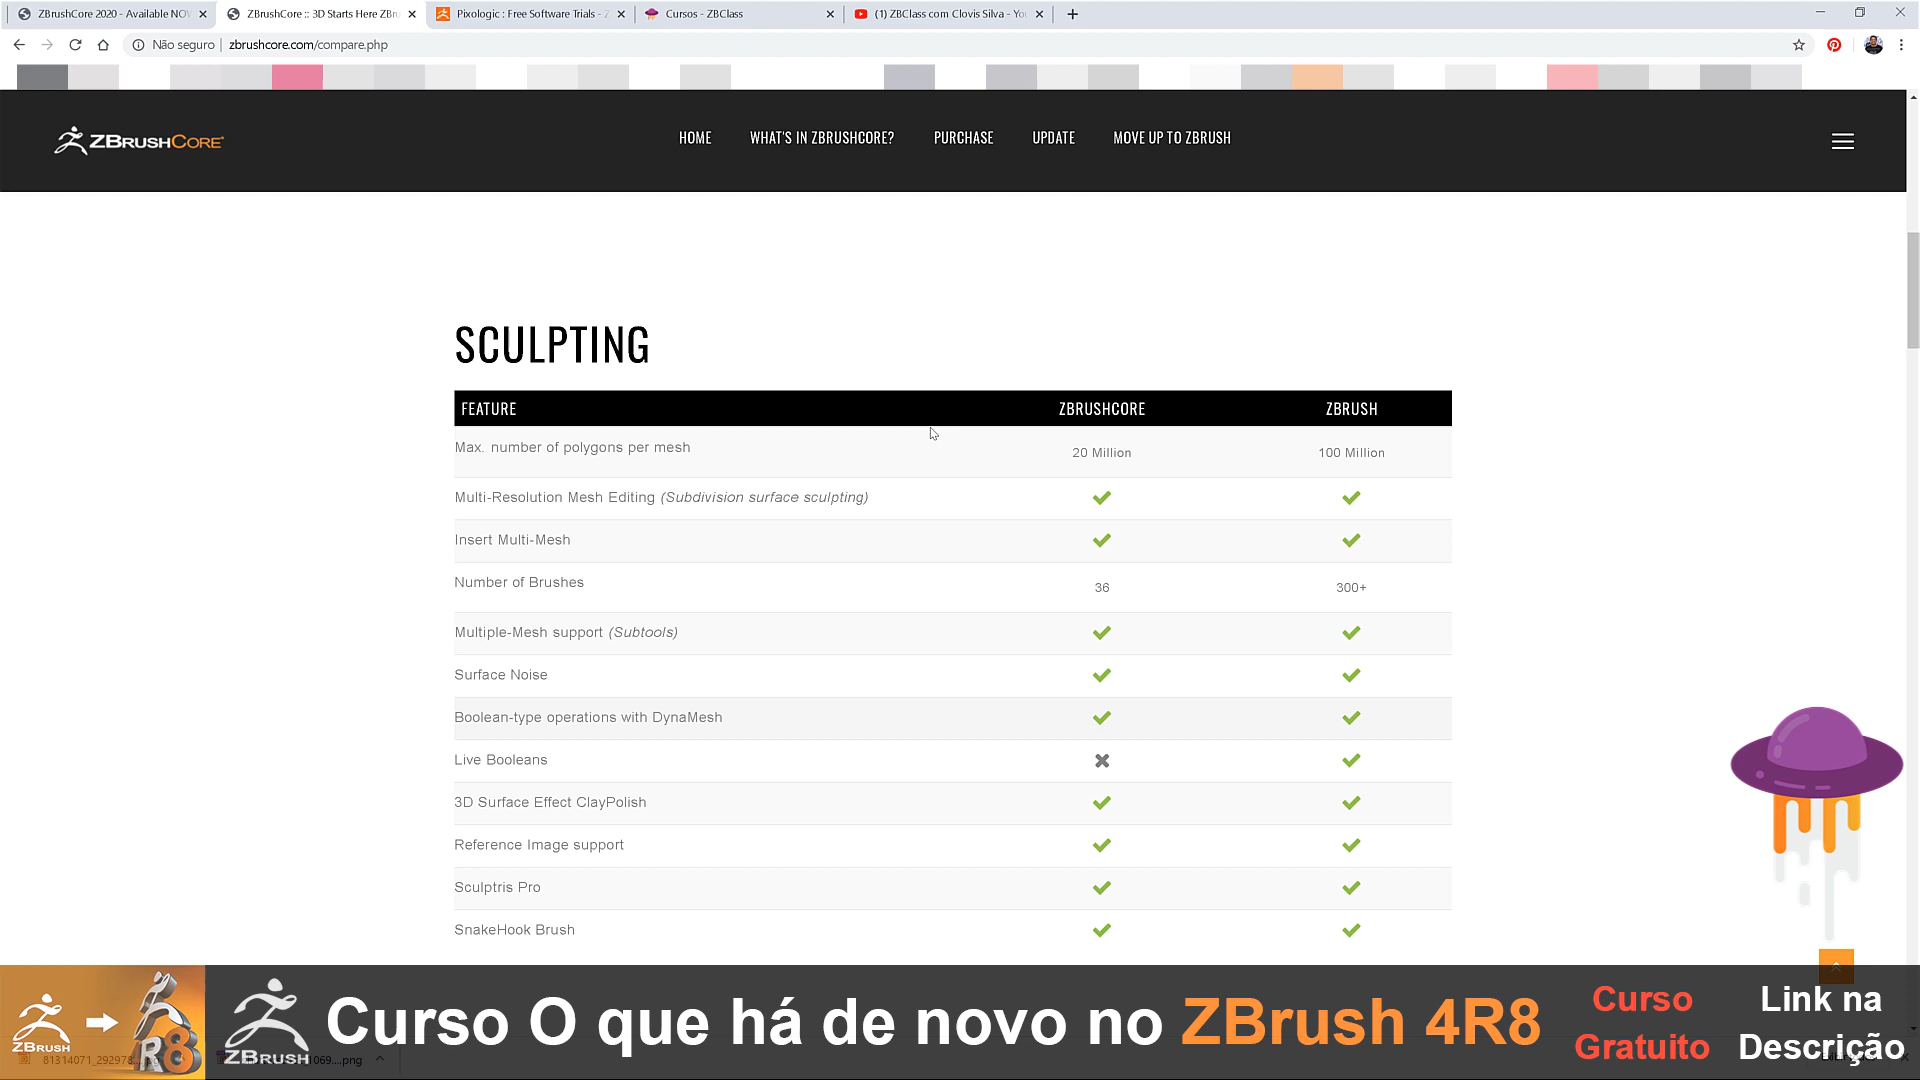 ZBrushCore 2020 - Available NOW
ZBrushCore :: 3D Starts Here ZBru
Pixologic : Free Software Trials - Z
Cursos - ZBClass
(1) ZBClass com Clovis Silva - You
Não seguro
zbrushcore.com/compare.php
ZBRUSHCORE
HOME
WHAT'S IN ZBRUSHCORE?
PURCHASE
UPDATE
MOVE UP TO ZBRUSH
SCULPTING
FEATURE ZBRUSHCORE ZBRUSH
Max. number of polygons per mesh 20 Million 100 Million
Multi-Resolution Mesh Editing (Subdivision surface sculpting)
Insert Multi-Mesh
Number of Brushes 36 300+
Multiple-Mesh support (Subtools)
Surface Noise
Boolean-type operations with DynaMesh
Live Booleans
3D Surface Effect ClayPolish
Reference Image support
Sculptris Pro
SnakeHook Brush
ZBRUSH
R8
ZBRUSH
Curso O que há de novo no ZBrush 4R8
Curso
Gratuito
Link na
Descrição